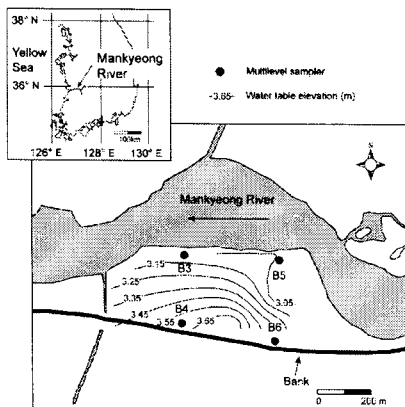 38° N
Yellow
Sea
Mankyeong
River
36° N
100km
126° E 128° E 130° E
Multilevel sampler
-3.65- Water table elevation (m)
N
Mankyeong River
3.15
B3
B5
3.25
3.35
3.05
3.45
B4
3.55
3.65
B6
Bank
0 200 m